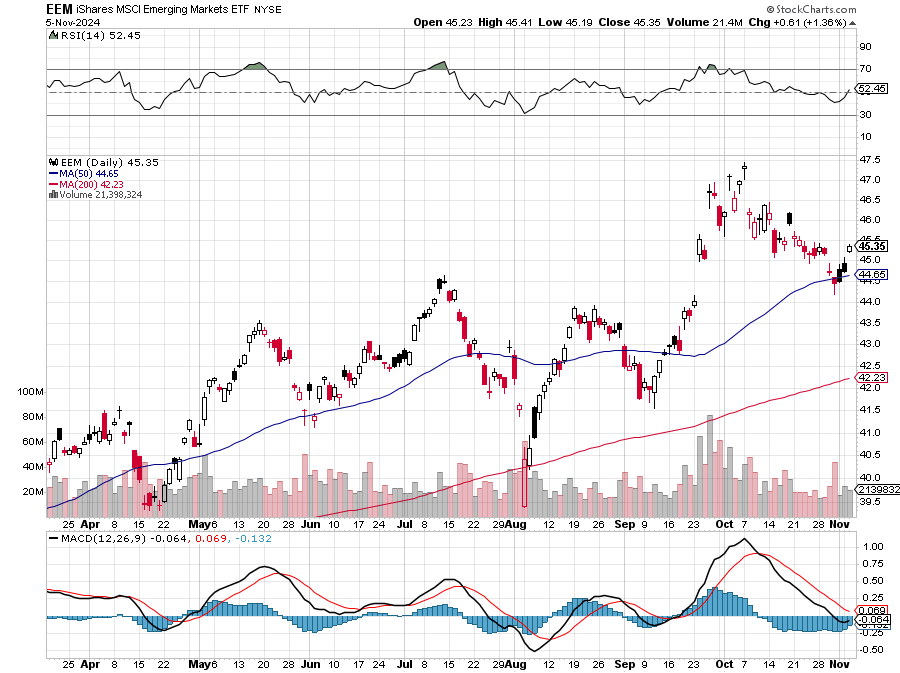 EEM iShares MSCI Emerging Markets ETF NYSE
© StockCharts.com
5-Nov-2024
Open 45.23 High 45.41 Low 45.19 Close 45.35 Volume 21.4M Chg +0.61 (+1.36%)
RSI(14) 52.45
90
70
52.45
30
10
EEM (Daily) 45.35
MA(50) 44.65
MA(200) 42.23
Volume 21,398,324
47.5
47.0
46.5
46.0
45.5
45.35
45.0
44.65
44.5
44.0
43.5
43.0
42.5
42.23
42.0
41.5
41.0
40.5
40.0
39.5
100M
80M
60M
40M
20M
2139832
25 Apr 8 15 22 May 6 13 20 28 Jun 10 17 24 Jul 8 15 22 29 Aug 12 19 26 Sep 9 16 23 Oct 7 14 21 28 Nov
MACD(12,26,9) -0.064, 0.069, -0.132
1.00
0.75
0.50
0.25
0.069
-0.064
-0.25
-0.50
25 Apr 8 15 22 May 6 13 20 28 Jun 10 17 24 Jul 8 15 22 29 Aug 12 19 26 Sep 9 16 23 Oct 7 14 21 28 Nov